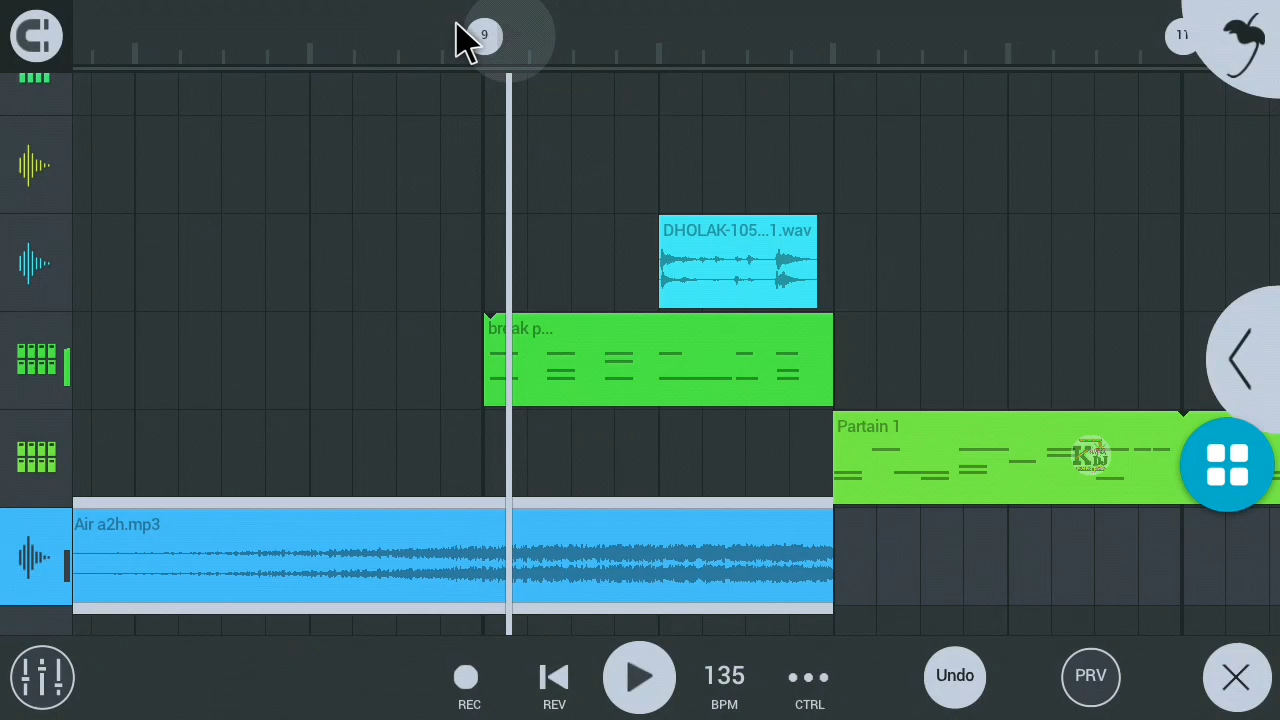 9
11
DHOLAK-105...1.wav
break p...
Partain 1
Air a2h.mp3
135
Undo
PRV
REC
REV
BPM
CTRL